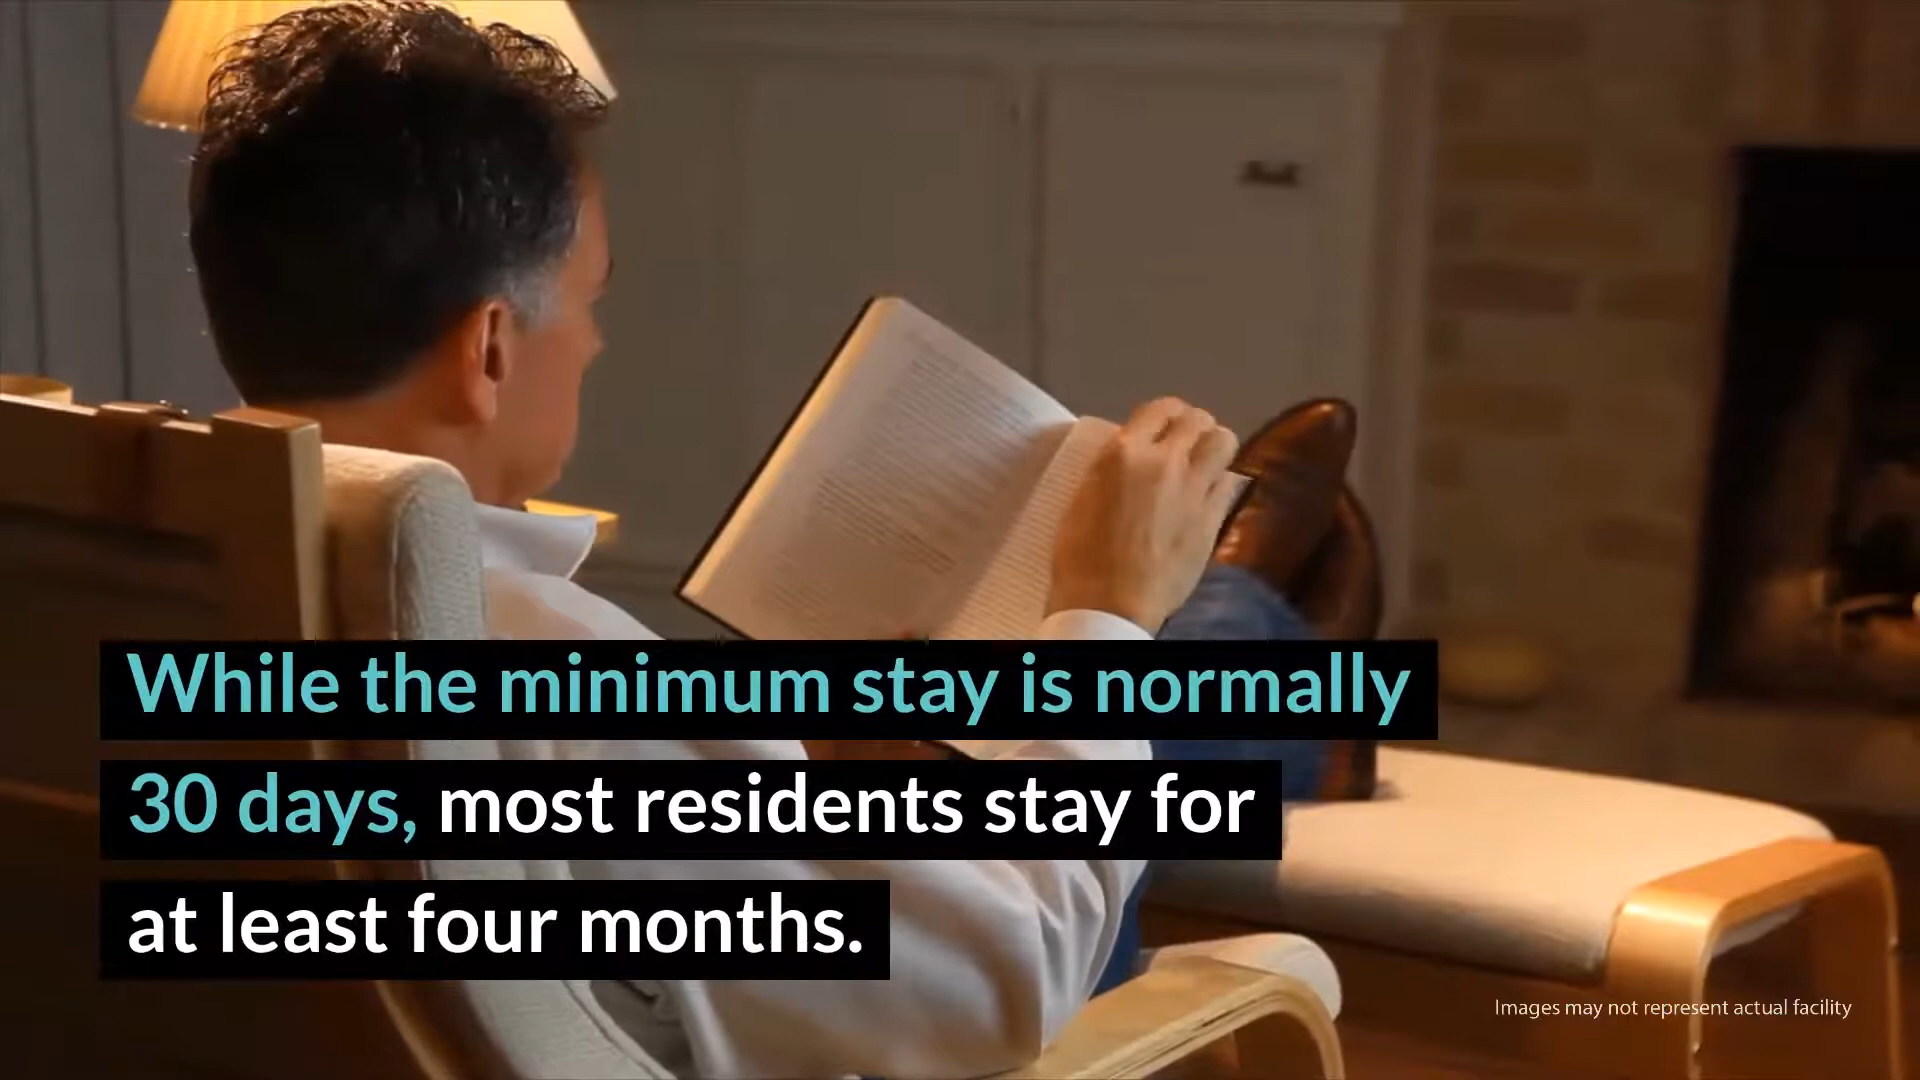 While the minimum stay is normally
30 days, most residents stay for
at least four months.
Images may not represent actual facility